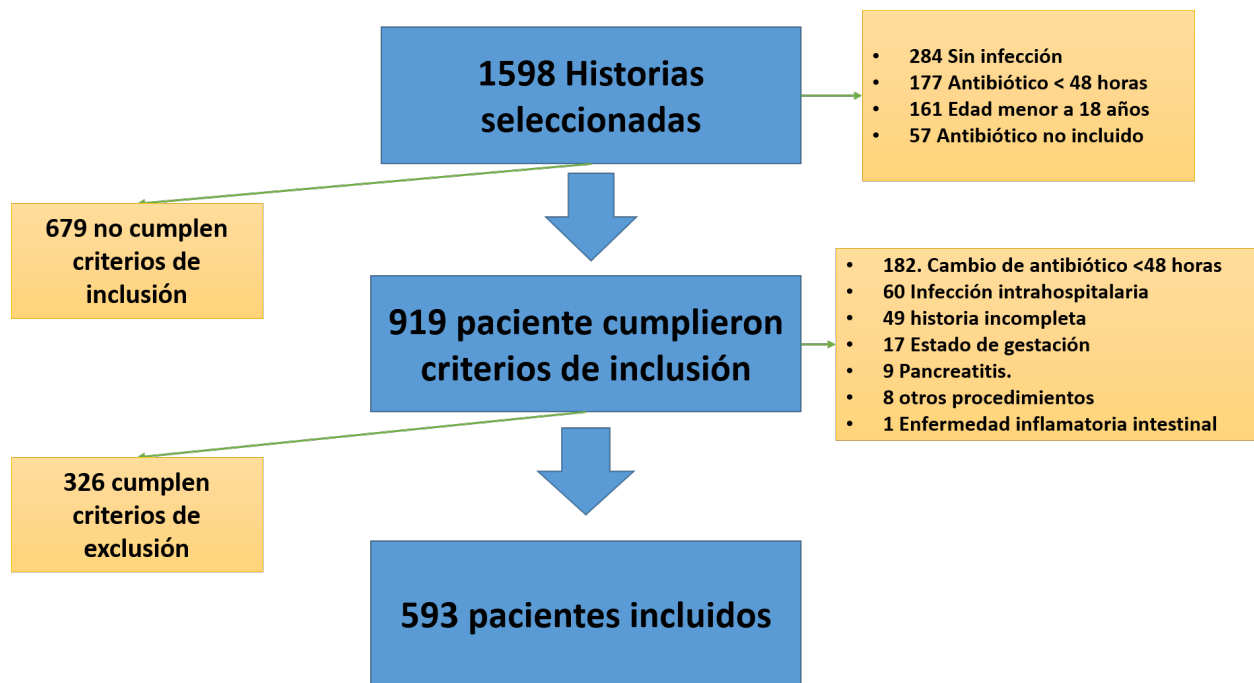 1598 Historias
seleccionadas
• 284 Sin infección
• 177 Antibiótico < 48 horas
• 161 Edad menor a 18 años
• 57 Antibiótico no incluido
679 no cumplen
criterios de
inclusión
919 paciente cumplieron
criterios de inclusión
• 182. Cambio de antibiótico <48 horas
• 60 Infección intrahospitalaria
• 49 historia incompleta
• 17 Estado de gestación
• 9 Pancreatitis.
• 8 otros procedimientos
• 1 Enfermedad inflamatoria intestinal
326 cumplen
criterios de
exclusión
593 pacientes incluidos